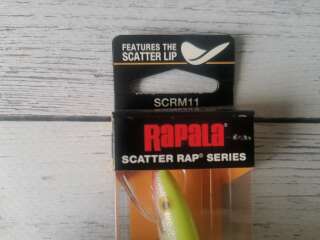 FEATURES THE
SCATTER LIP
SCRM11
Rapala
SCATTER RAP® SERIES